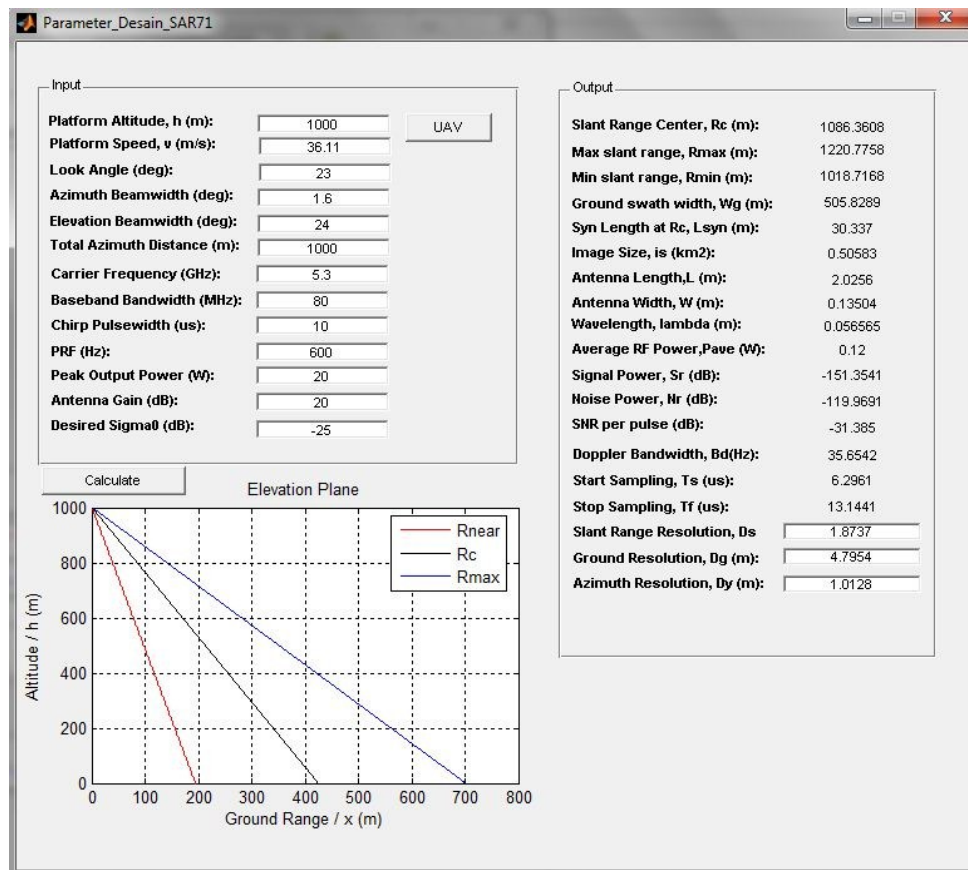 Parameter_Desain_SAR71
Input
Platform Altitude, h (m): 1000
UAV
Platform Speed, v (m/s): 36.11
Look Angle (deg): 23
Azimuth Beamwidth (deg): 1.6
Elevation Beamwidth (deg): 24
Total Azimuth Distance (m): 1000
Carrier Frequency (GHz): 5.3
Baseband Bandwidth (MHz): 80
Chirp Pulsewidth (us): 10
PRF (Hz): 600
Peak Output Power (W): 20
Antenna Gain (dB): 20
Desired Sigma0 (dB): -25
Calculate
Output
Slant Range Center, Rc (m): 1086.3608
Max slant range, Rmax (m): 1220.7758
Min slant range, Rmin (m): 1018.7168
Ground swath width, Wg (m): 505.8289
Syn Length at Rc, Lsyn (m): 30.337
Image Size, is (km2): 0.50583
Antenna Length,L (m): 2.0256
Antenna Width, W (m): 0.13504
Wavelength, lambda (m): 0.056565
Average RF Power,Pave (W): 0.12
Signal Power, Sr (dB): -151.3541
Noise Power, Nr (dB): -119.9691
SNR per pulse (dB): -31.385
Doppler Bandwidth, Bd(Hz): 35.6542
Start Sampling, Ts (us): 6.2961
Stop Sampling, Tf (us): 13.1441
Slant Range Resolution, Ds 1.8737
Ground Resolution, Dg (m): 4.7954
Azimuth Resolution, Dy (m): 1.0128
Elevation Plane
Rnear
Rc
Rmax
Altitude / h (m)
1000
800
600
400
200
0
0 100 200 300 400 500 600 700 800
Ground Range / x (m)